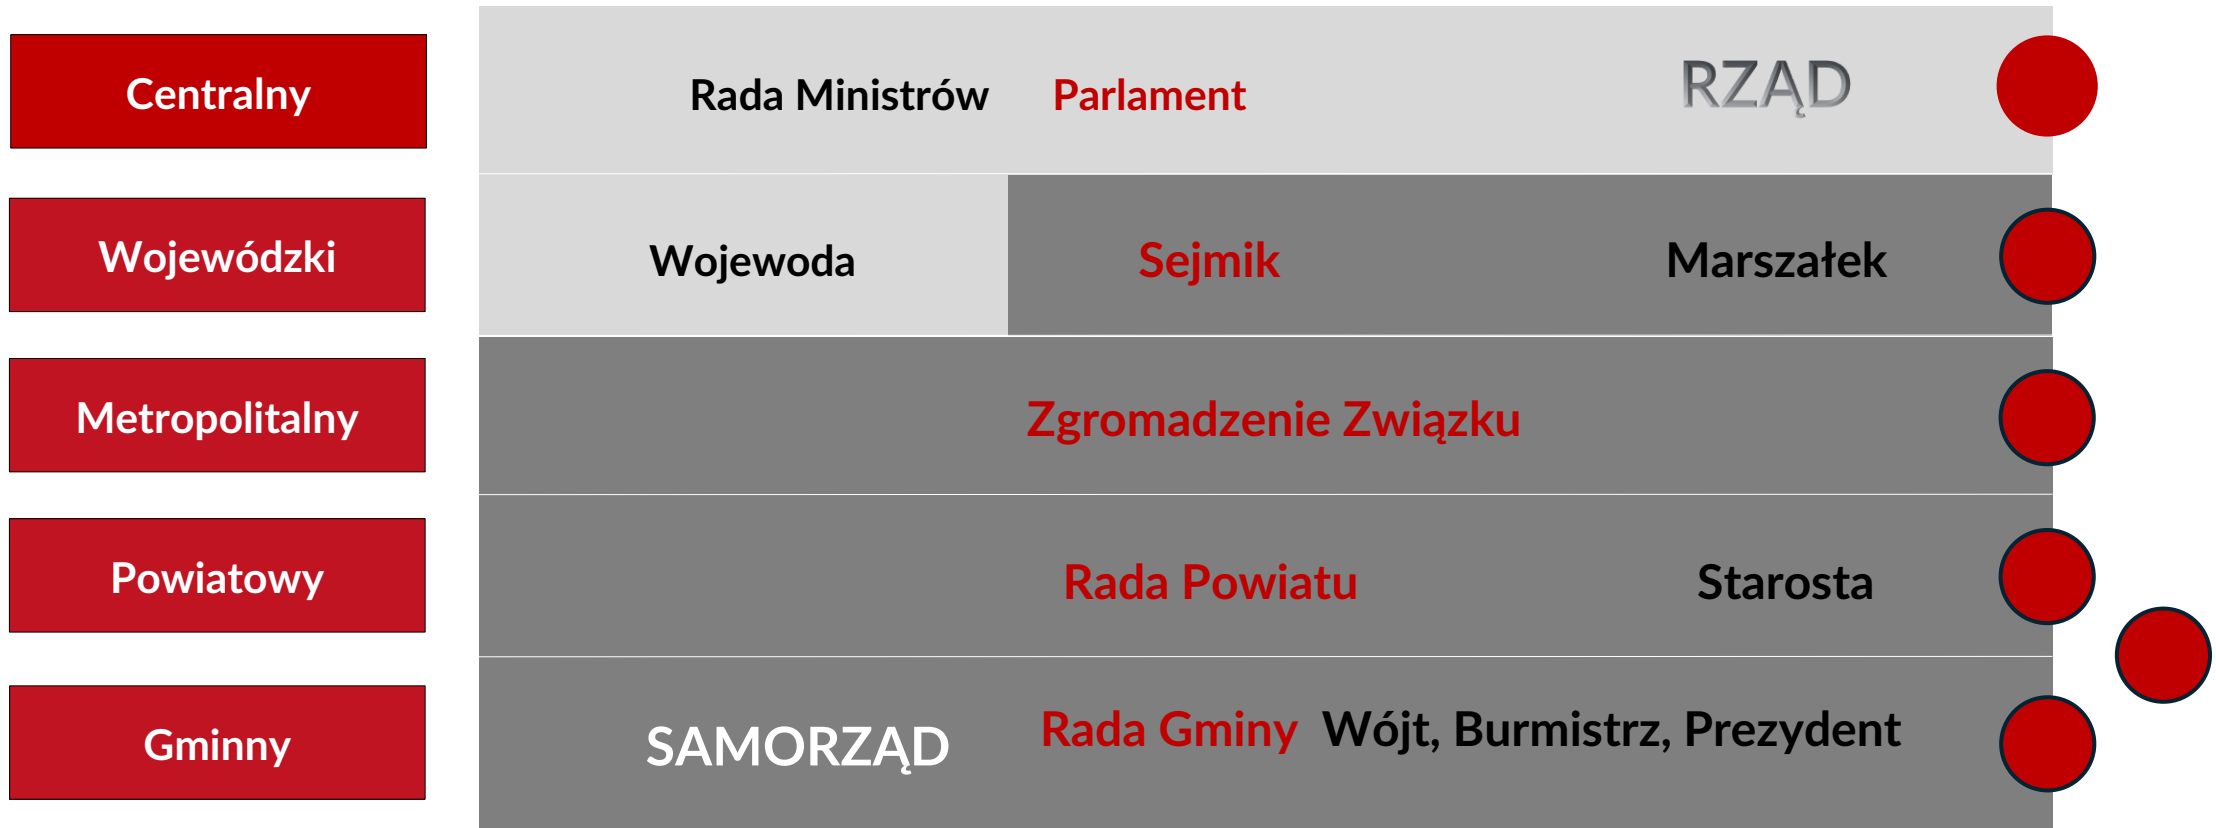 Centralny
Rada Ministrów Parlament RZĄD
Wojewódzki
Wojewoda Sejmik Marszałek
Metropolitalny
Zgromadzenie Związku
Powiatowy
Rada Powiatu Starosta
Gminny
SAMORZĄD Rada Gminy Wójt, Burmistrz, Prezydent